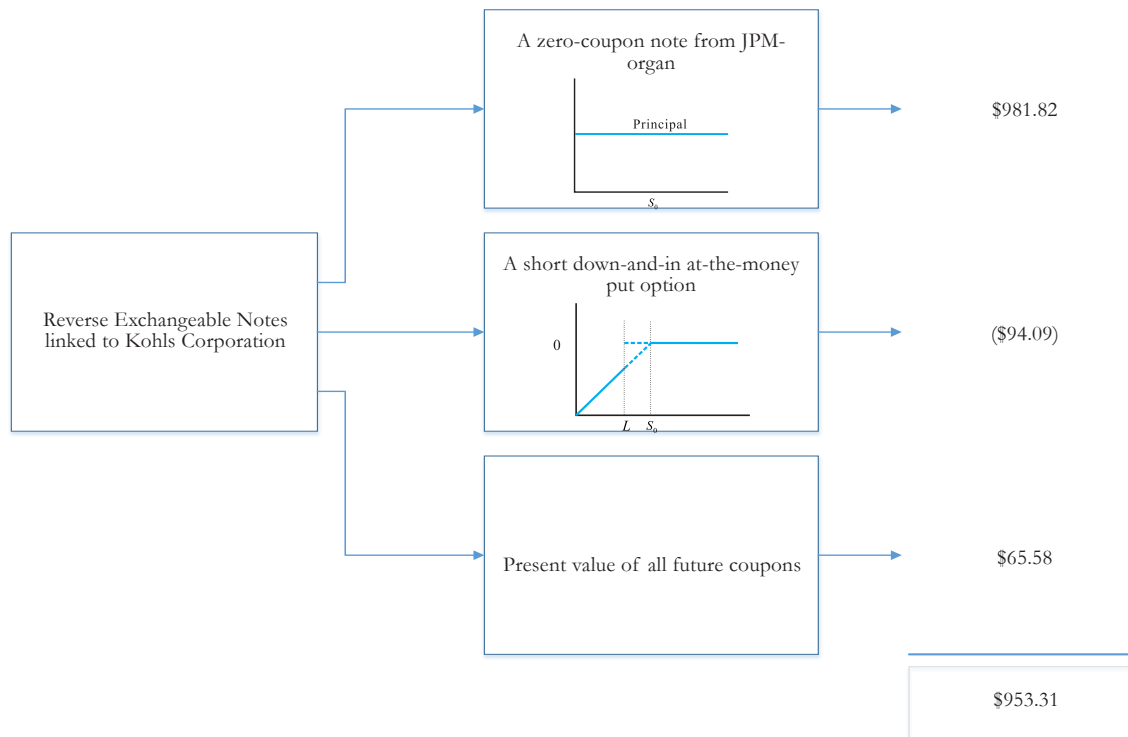 A zero-coupon note from JPM-
organ
Principal
S₀
$981.82
Reverse Exchangeable Notes
linked to Kohls Corporation
A short down-and-in at-the-money
put option
0
L S₀
($94.09)
Present value of all future coupons
$65.58
$953.31